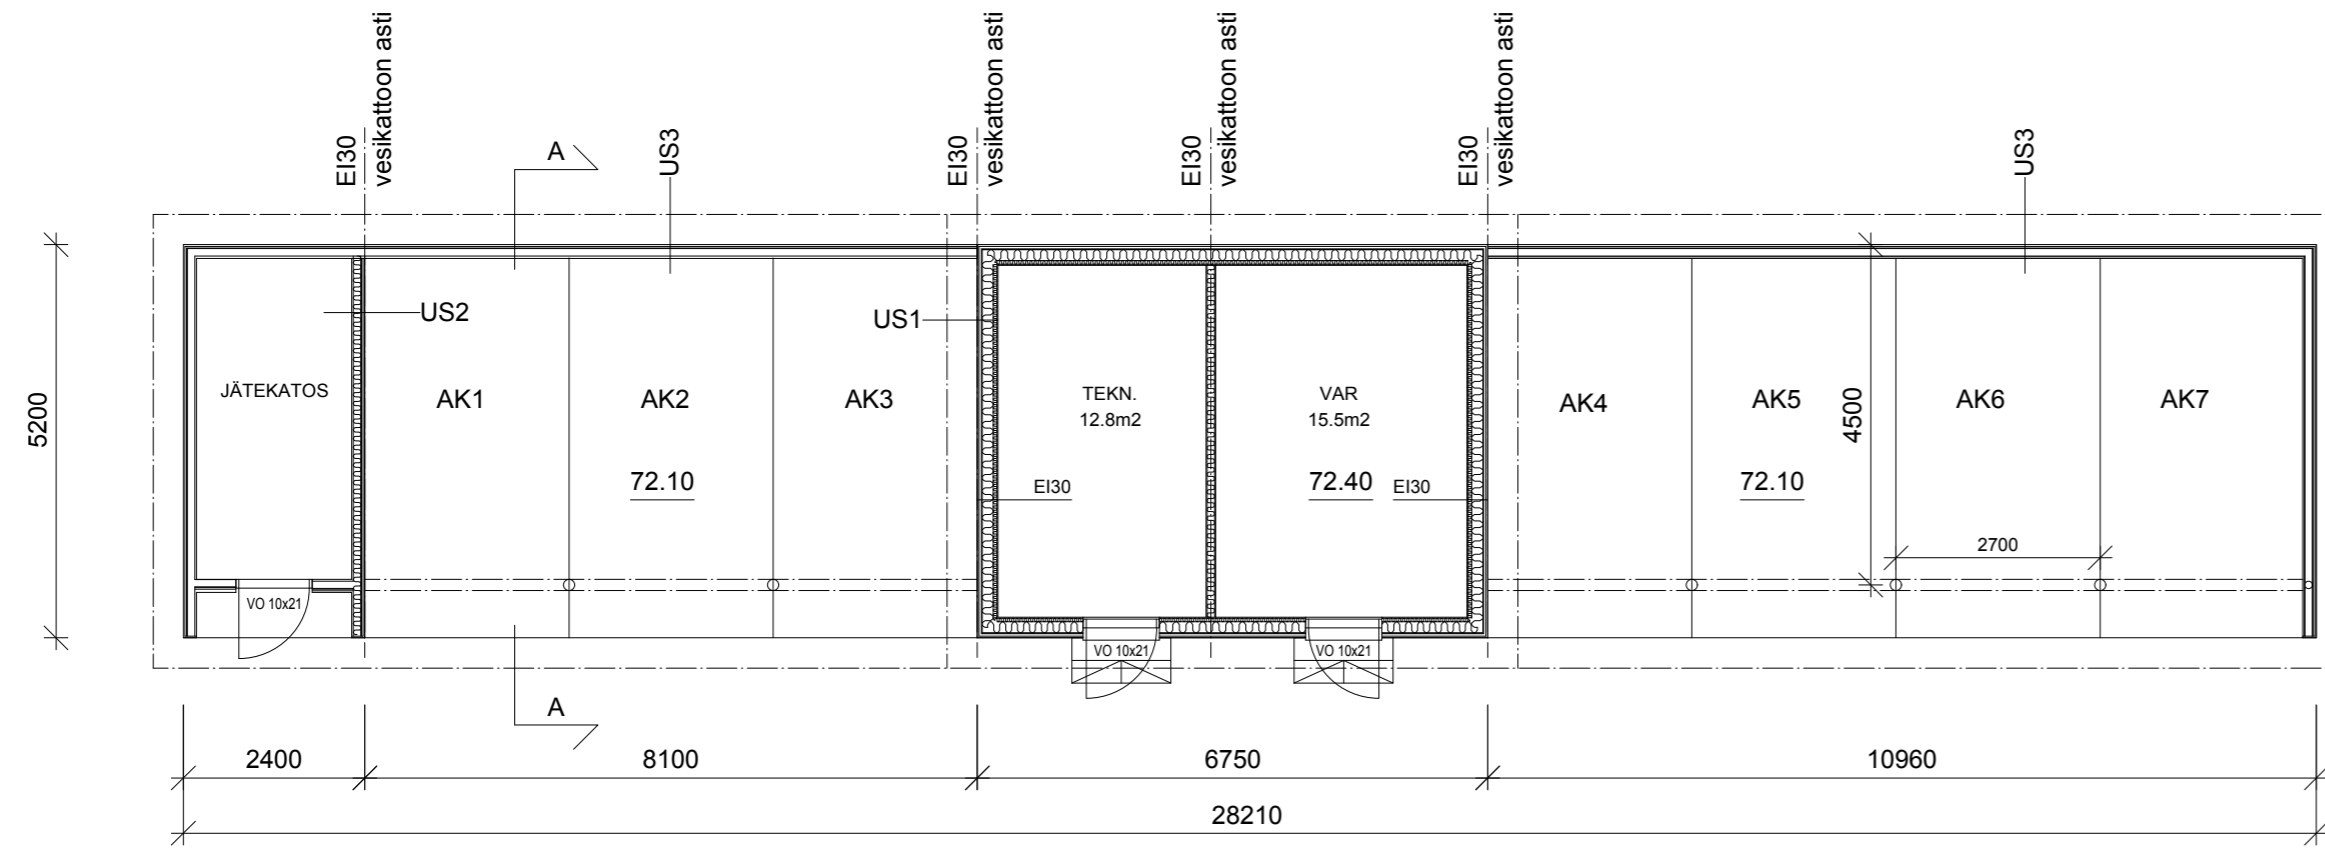 EI30
vesikattoon asti
EI30
vesikattoon asti
EI30
vesikattoon asti
EI30
vesikattoon asti
A
US3
US3
US2
US1
JÄTEKATOS
AK1
AK2
AK3
TEKN.
12.8m2
VAR
15.5m2
AK4
AK5
AK6
AK7
5200
4500
72.10
EI30
72.40
EI30
72.10
2700
VO 10x21
VO 10x21
VO 10x21
A
2400
8100
6750
10960
28210